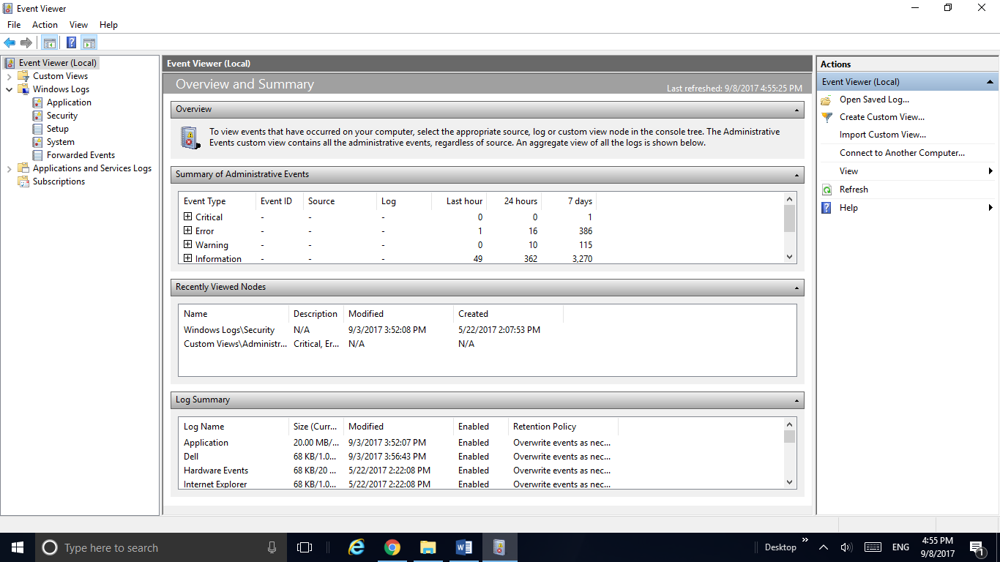 Event Viewer
File Action View Help
Event Viewer (Local)
Custom Views
Windows Logs
Application
Security
Setup
System
Forwarded Events
Applications and Services Logs
Subscriptions
Event Viewer (Local)
Overview and Summary
Last refreshed: 9/8/2017 4:55:25 PM
Overview
To view events that have occurred on your computer, select the appropriate source, log or custom view node in the console tree. The Administrative
Events custom view contains all the administrative events, regardless of source. An aggregate view of all the logs is shown below.
Summary of Administrative Events
Event Type Event ID Source Log Last hour 24 hours 7 days
Critical - - - 0 0 1
Error - - - 1 16 386
Warning - - - 0 10 115
Information - - - 49 362 3,270
Recently Viewed Nodes
Name Description Modified Created
Windows Logs\Security N/A 9/3/2017 3:52:08 PM 5/22/2017 2:07:53 PM
Custom Views\Administr... Critical, Er... N/A N/A
Log Summary
Log Name Size (Curr... Modified Enabled Retention Policy
Application 20.00 MB/... 9/3/2017 3:52:07 PM Enabled Overwrite events as nec...
Dell 68 KB/1.0... 9/3/2017 3:56:43 PM Enabled Overwrite events as nec...
Hardware Events 68 KB/20 ... 5/22/2017 2:22:08 PM Enabled Overwrite events as nec...
Internet Explorer 68 KB/1.0... 5/22/2017 2:22:08 PM Enabled Overwrite events as nec...
Actions
Event Viewer (Local)
Open Saved Log...
Create Custom View...
Import Custom View...
Connect to Another Computer...
View
Refresh
Help
Type here to search
Desktop
ENG
4:55 PM
9/8/2017
1